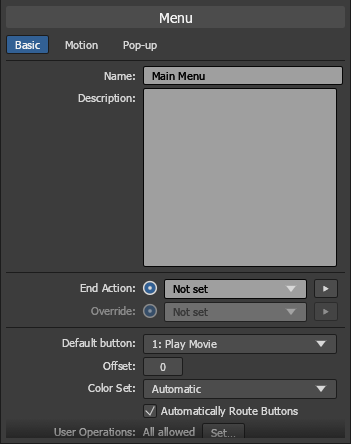 Menu
Basic Motion Pop-up
Name: Main Menu
Description:
End Action: Not set
Override: Not set
Default button: 1: Play Movie
Offset: 0
Color Set: Automatic
Automatically Route Buttons
User Operations: All allowed Set...